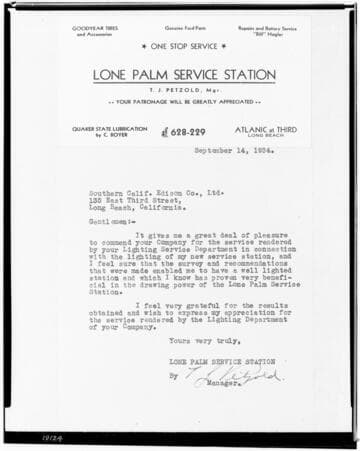 GOODYEAR TIRES
and Accessories
Genuine Ford Parts
Repairs and Battery Service
"Bill" Heigler
★ ONE STOP SERVICE ★
LONE PALM SERVICE STATION
T. J. PETZOLD, Mgr.
•• YOUR PATRONAGE WILL BE GREATLY APPRECIATED ••
QUAKER STATE LUBRICATION
by C. BOYER
628-229
ATLANIC at THIRD
LONG BEACH
September 14, 1934.
Southern Calif. Edison Co., Ltd.
135 East Third Street,
Long Beach, California.
Gentlemen:-
It gives me a great deal of pleasure
to commend your Company for the service rendered
by your Lighting Service Department in connection
with the lighting of my new service station, and
I feel sure that the survey and recommendations
that were made enabled me to have a well lighted
station and which I know has proven very benefi-
cial in the drawing power of the Lone Palm Service
Station.
I feel very grateful for the results
obtained and wish to express my appreciation for
the service rendered by the Lighting Department
of your Company.
Yours very truly,
LONE PALM SERVICE STATION
By T J Petzold.
Manager.
19124